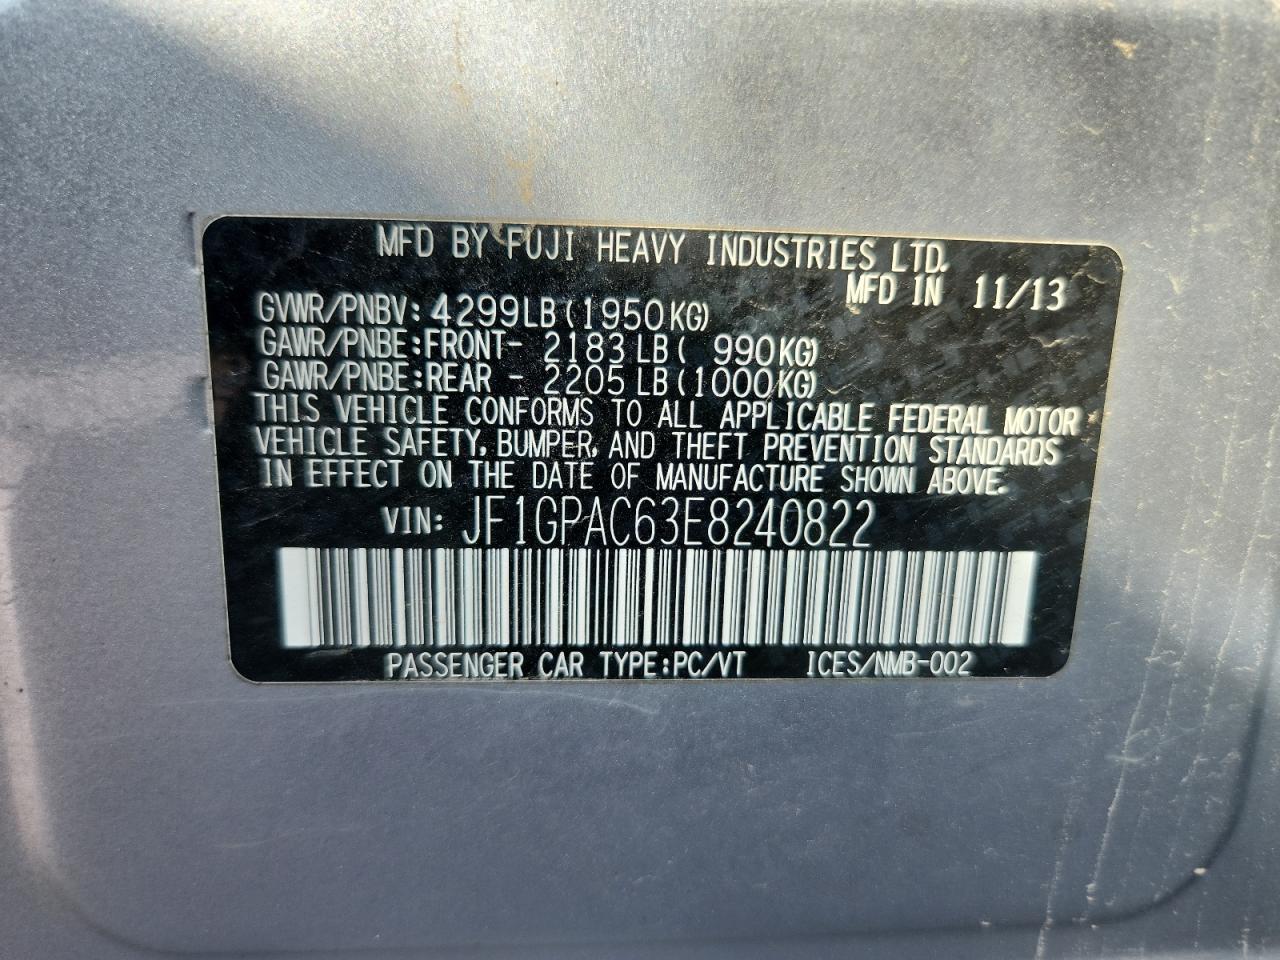 MFD BY FUJI HEAVY INDUSTRIES LTD.
MFD IN 11/13
GVWR/PNBV: 4299LB(1950KG)
GAWR/PNBE:FRONT- 2183 LB( 990KG)
GAWR/PNBE:REAR - 2205 LB(1000KG)
THIS VEHICLE CONFORMS TO ALL APPLICABLE FEDERAL MOTOR
VEHICLE SAFETY, BUMPER, AND THEFT PREVENTION STANDARDS
IN EFFECT ON THE DATE OF MANUFACTURE SHOWN ABOVE.
VIN: JF1GPAC63E8240822
PASSENGER CAR TYPE:PC/VT ICES/NMB-002